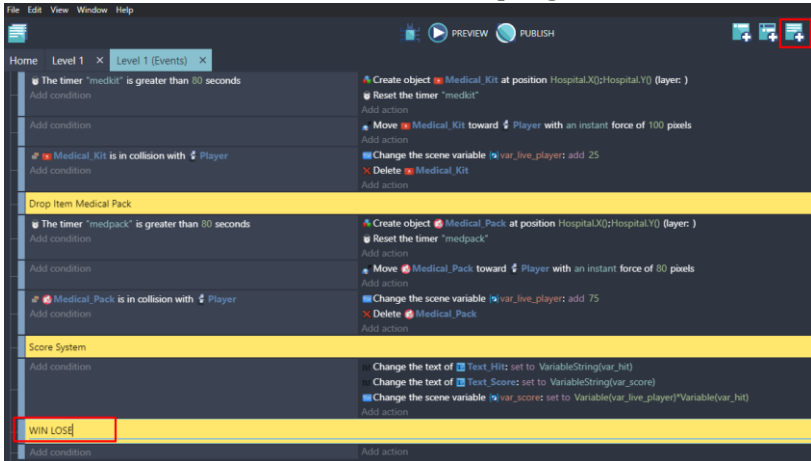 File Edit View Window Help
PREVIEW PUBLISH
Home Level 1 × Level 1 (Events) ×
The timer "medkit" is greater than 80 seconds
Add condition
Create object Medical_Kit at position Hospital.X();Hospital.Y() (layer: )
Reset the timer "medkit"
Add action
Add condition
Move Medical_Kit toward Player with an instant force of 100 pixels
Add action
Medical_Kit is in collision with Player
Add condition
Change the scene variable var_live_player: add 25
Delete Medical_Kit
Add action
Drop Item Medical Pack
The timer "medpack" is greater than 80 seconds
Add condition
Create object Medical_Pack at position Hospital.X();Hospital.Y() (layer: )
Reset the timer "medpack"
Add action
Add condition
Move Medical_Pack toward Player with an instant force of 80 pixels
Add action
Medical_Pack is in collision with Player
Add condition
Change the scene variable var_live_player: add 75
Delete Medical_Pack
Add action
Score System
Add condition
Change the text of Text_Hit: set to VariableString(var_hit)
Change the text of Text_Score: set to VariableString(var_score)
Change the scene variable var_score: set to Variable(var_live_player)*Variable(var_hit)
Add action
WIN LOSE
Add condition
Add action